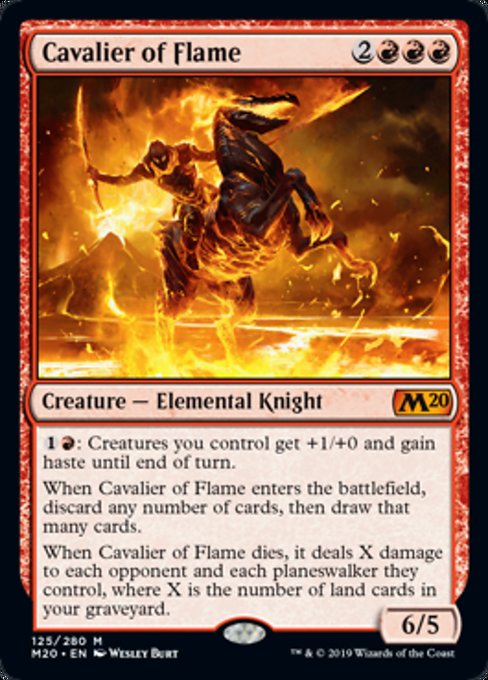 Cavalier of Flame 2
Creature — Elemental Knight M20
1 : Creatures you control get +1/+0 and gain
haste until end of turn.
When Cavalier of Flame enters the battlefield,
discard any number of cards, then draw that
many cards.
When Cavalier of Flame dies, it deals X damage
to each opponent and each planeswalker they
control, where X is the number of land cards in
your graveyard.
6/5
125/280 M
M20 • EN Wesley Burt ™ & © 2019 Wizards of the Coast